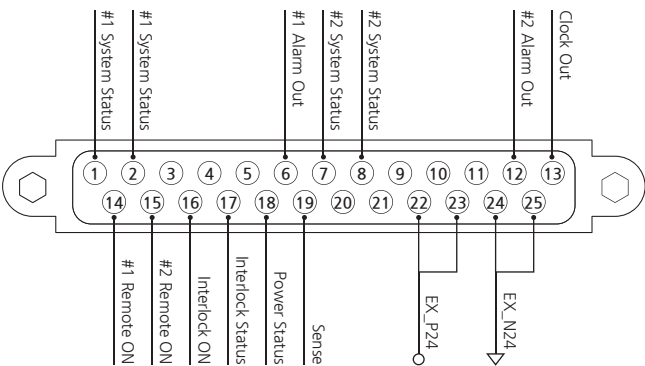 #1 System Status
#1 System Status
#1 Alarm Out
#2 System Status
#2 System Status
#2 Alarm Out
Clock Out
1 2 3 4 5 6 7 8 9 10 11 12 13
14 15 16 17 18 19 20 21 22 23 24 25
#1 Remote ON
#2 Remote ON
Interlock ON
Interlock Status
Power Status
Sense
EX_P24
EX_N24